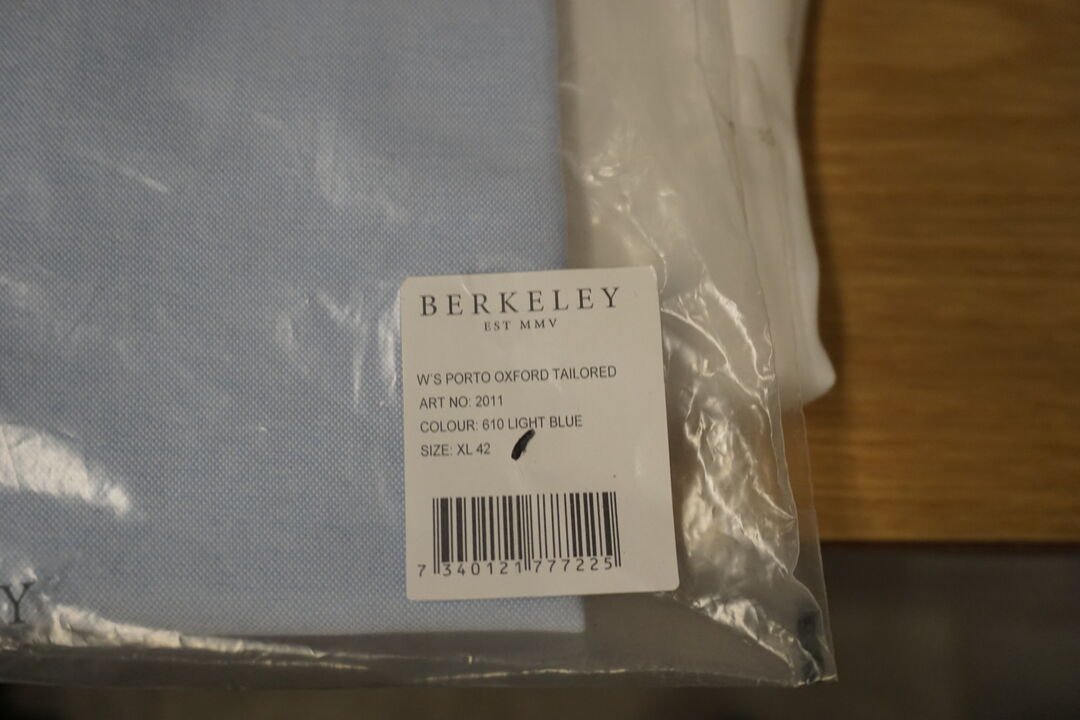 BERKELEY
EST MMV
W'S PORTO OXFORD TAILORED
ART NO: 2011
COLOUR: 610 LIGHT BLUE
SIZE: XL 42
7 340121 777225
Y